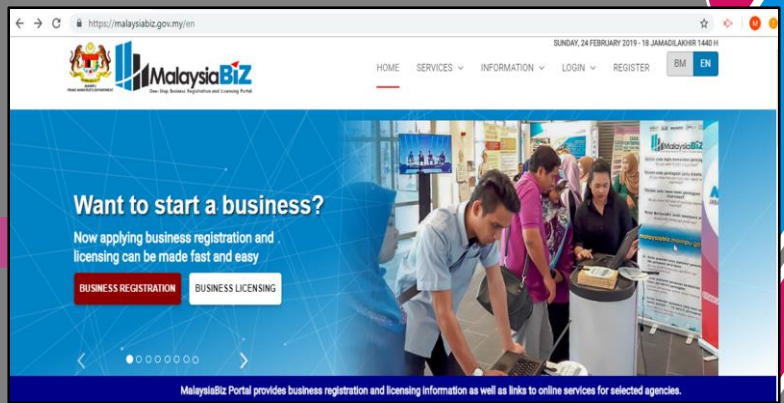 https://malaysiabiz.gov.my/en
SUNDAY, 24 FEBRUARY 2019 - 18 JAMADILAKHIR 1440 H
MalaysiaBiZ
One-Stop Business Registration and Licensing Portal
HOME SERVICES INFORMATION LOGIN REGISTER BM EN
Want to start a business?
Now applying business registration and
licensing can be made fast and easy
BUSINESS REGISTRATION BUSINESS LICENSING
MalaysiaBiz
MalaysiaBiz Portal provides business registration and licensing information as well as links to online services for selected agencies.